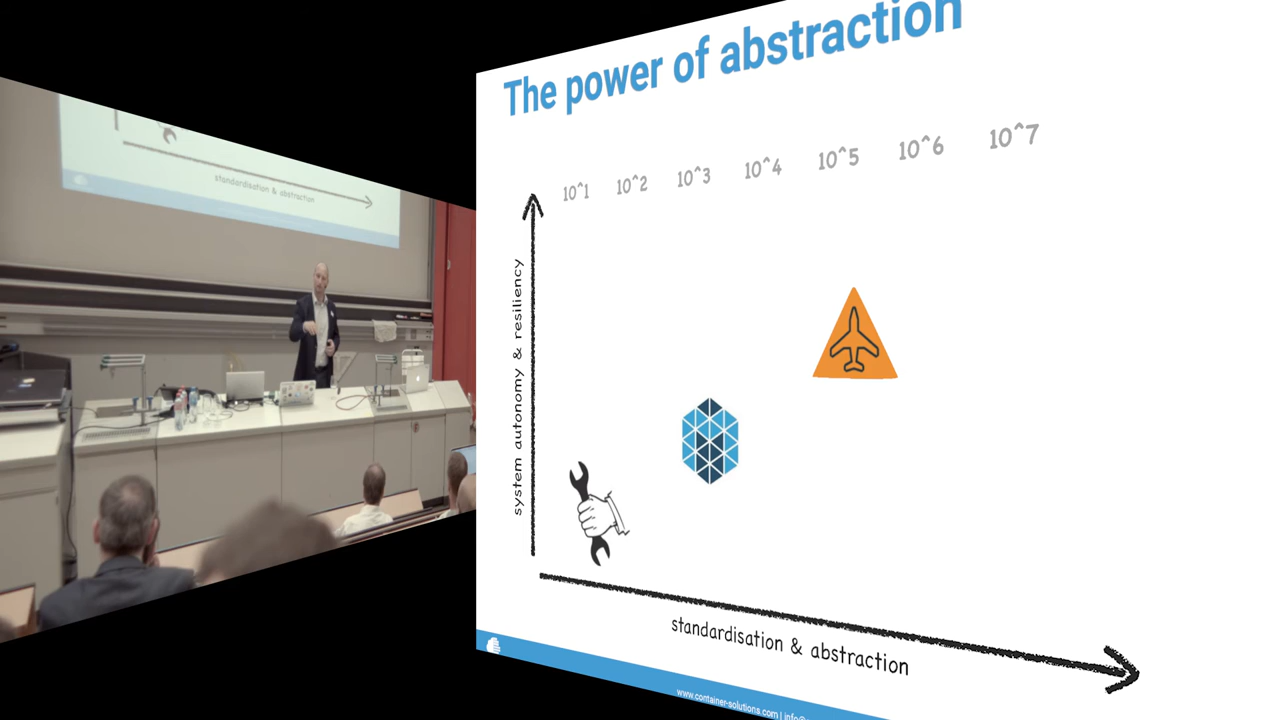 The power of abstraction
10^1 10^2 10^3 10^4 10^5 10^6 10^7
system autonomy & resiliency
standardisation & abstraction
www.container-solutions.com |
standardisation & abstraction